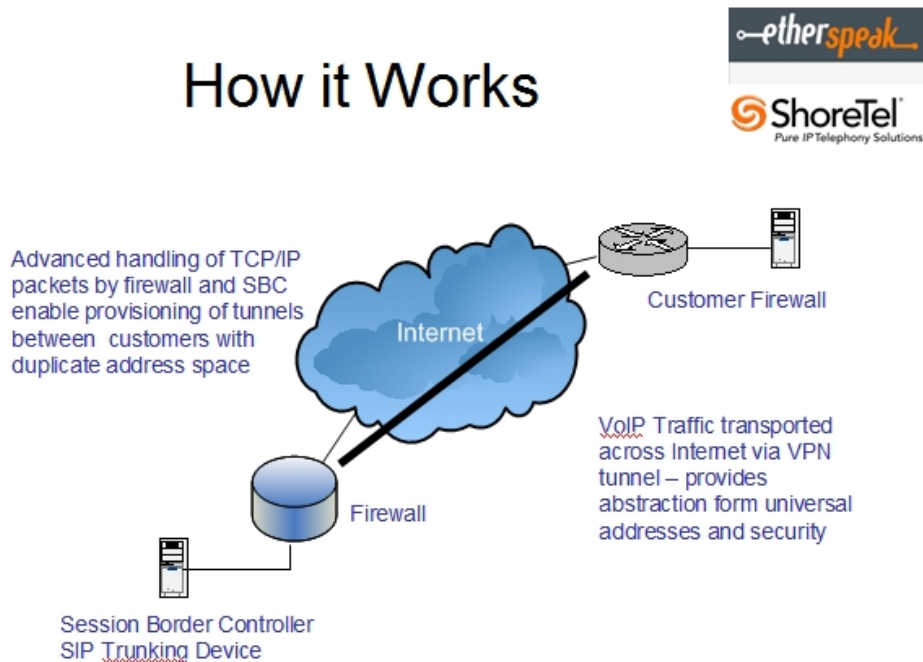 etherspeak
How it Works
ShoreTel
Pure IP Telephony Solutions
Advanced handling of TCP/IP
packets by firewall and SBC
enable provisioning of tunnels
between customers with
duplicate address space
Internet
Customer Firewall
VoIP Traffic transported
across Internet via VPN
tunnel – provides
abstraction form universal
addresses and security
Firewall
Session Border Controller
SIP Trunking Device